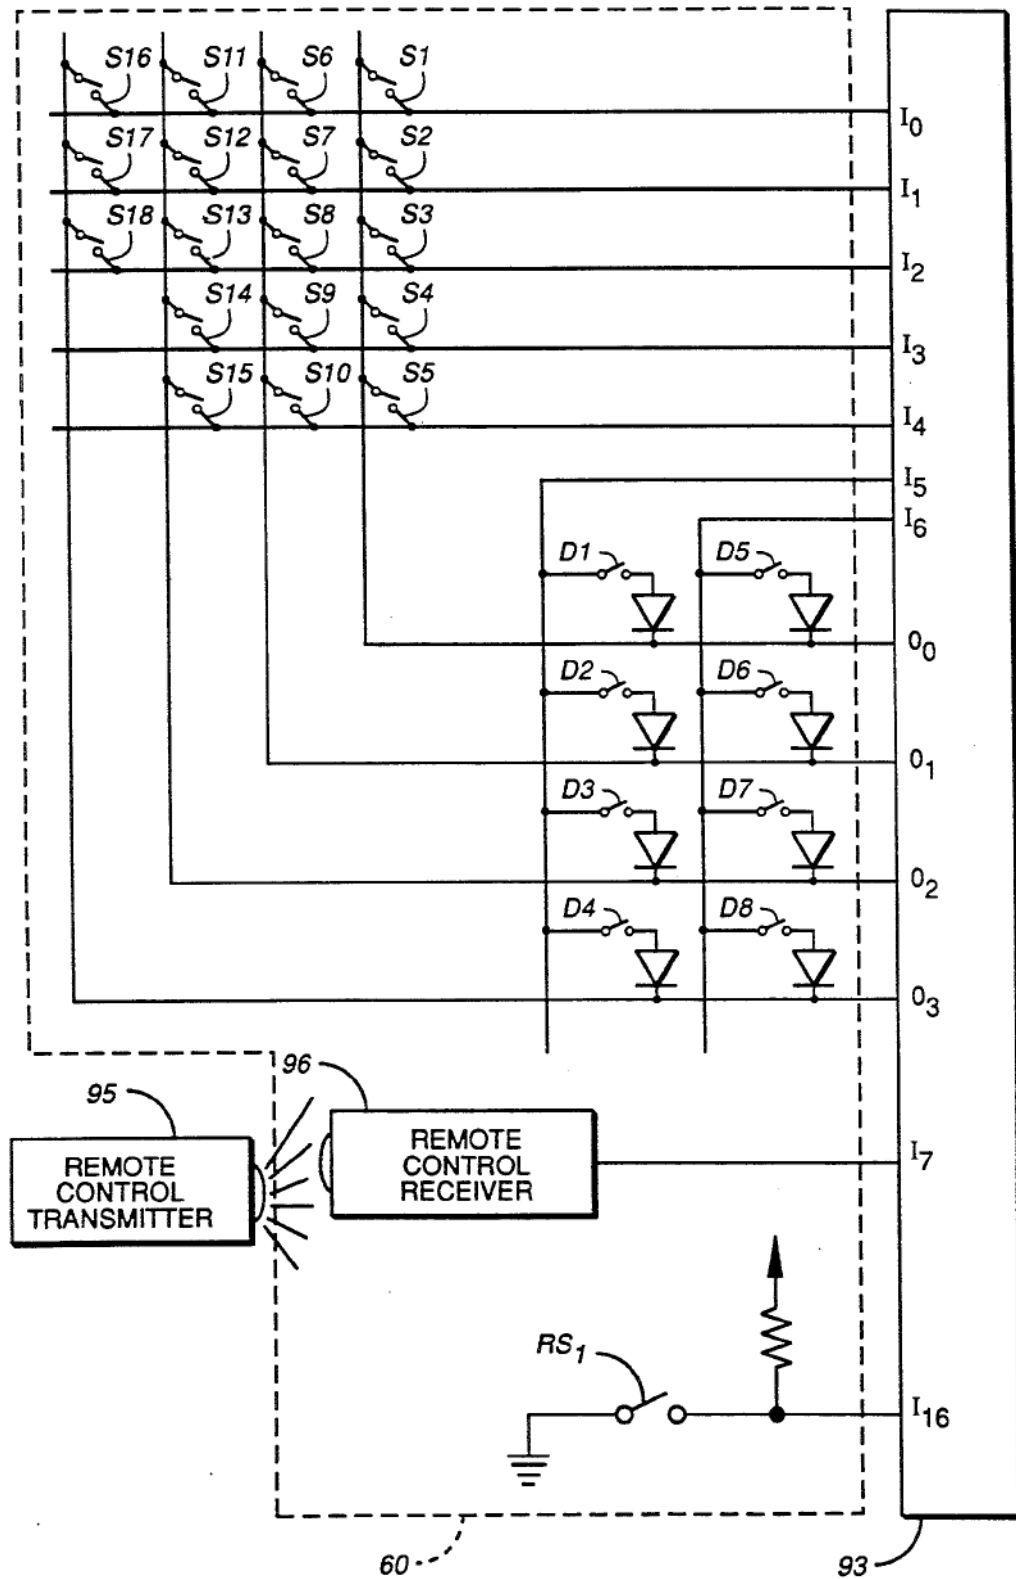 S16 S11 S6 S1
I0
S17 S12 S7 S2
I1
S18 S13 S8 S3
I2
S14 S9 S4
I3
S15 S10 S5
I4
I5
I6
D1 D5
00
D2 D6
01
D3 D7
02
D4 D8
03
95
96
REMOTE
CONTROL
TRANSMITTER
REMOTE
CONTROL
RECEIVER
I7
RS1
I16
60
93